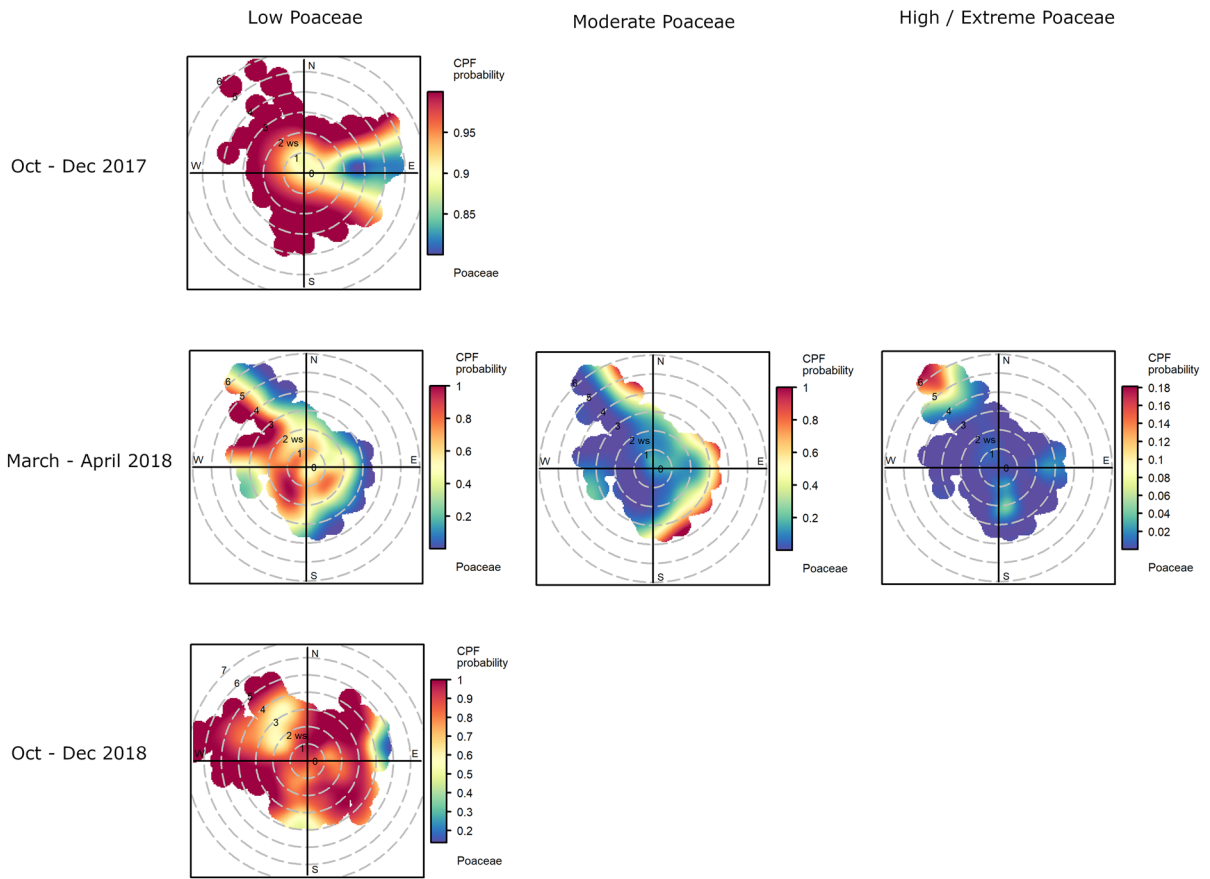 Low Poaceae
Moderate Poaceae
High / Extreme Poaceae
Oct - Dec 2017
N
S
W
E
0
1
2 ws
3
5
6
CPF
probability
0.95
0.9
0.85
Poaceae
March - April 2018
N
S
W
E
0
1
2 ws
3
4
5
6
CPF
probability
1
0.8
0.6
0.4
0.2
Poaceae
N
S
W
E
0
1
2 ws
3
4
5
6
CPF
probability
1
0.8
0.6
0.4
0.2
Poaceae
N
S
W
E
0
1
2 ws
3
4
5
6
CPF
probability
0.18
0.16
0.14
0.12
0.1
0.08
0.06
0.04
0.02
Poaceae
Oct - Dec 2018
N
S
W
E
0
1
2 ws
3
4
5
6
7
CPF
probability
1
0.9
0.8
0.7
0.6
0.5
0.4
0.3
0.2
Poaceae